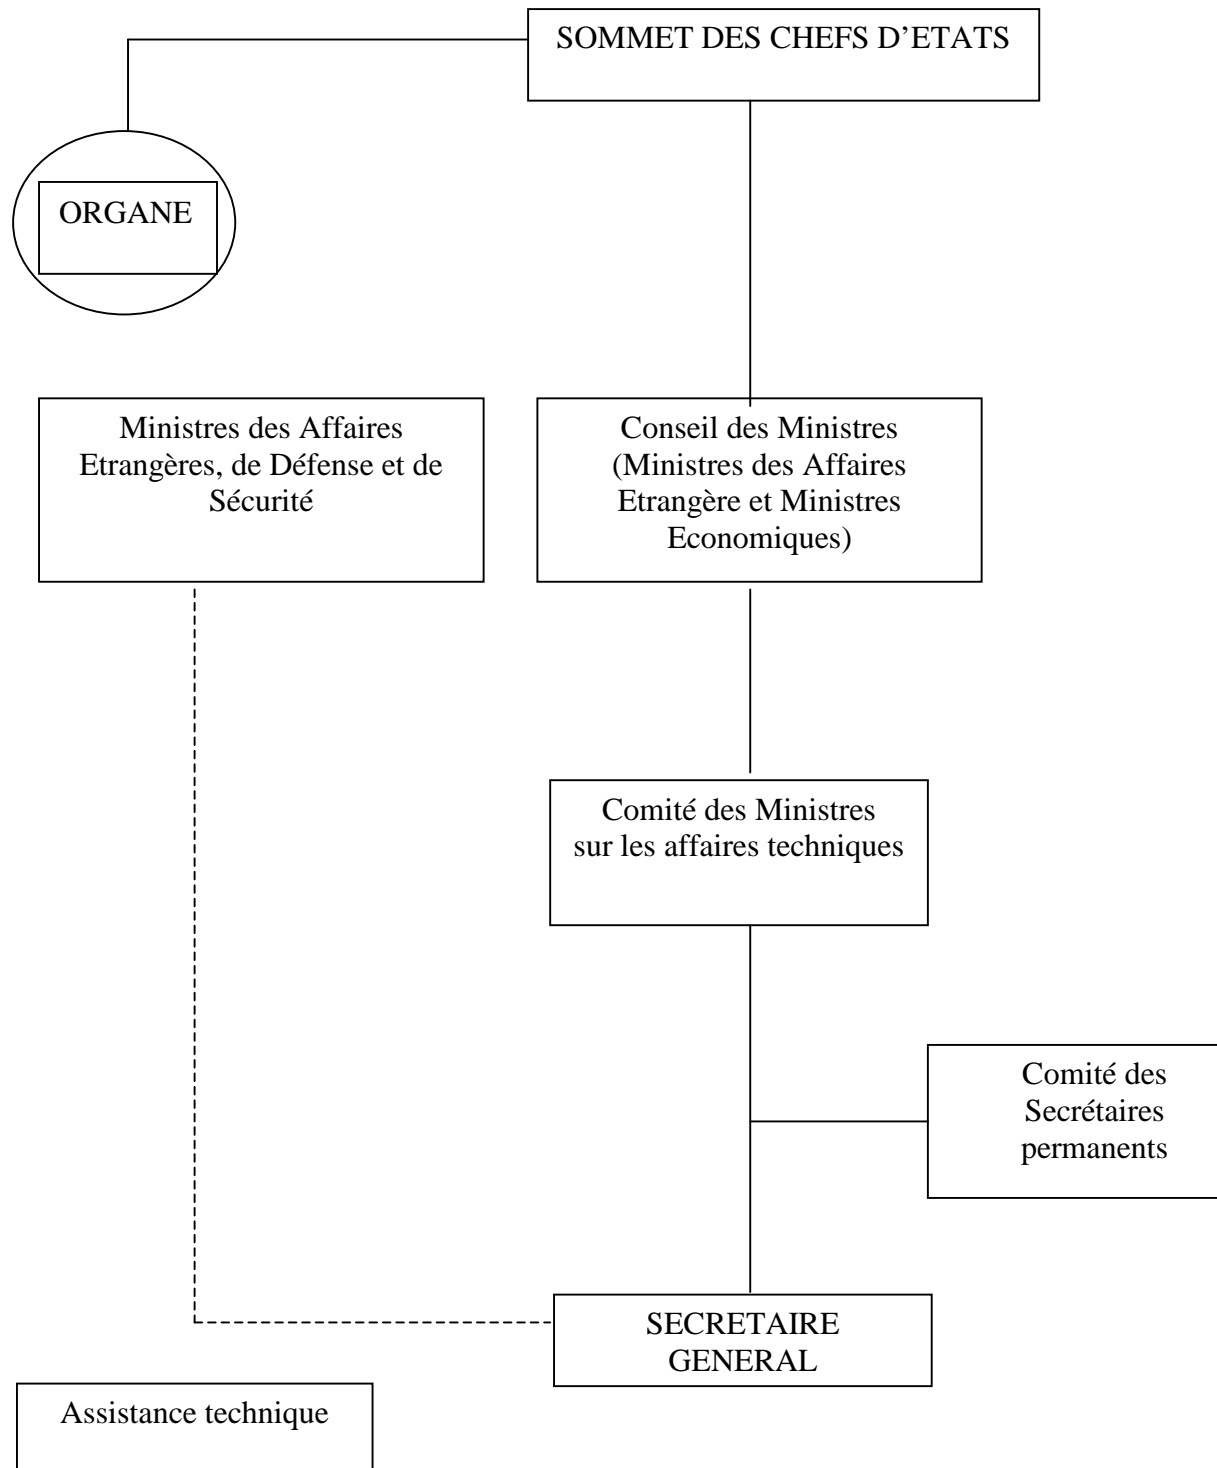 SOMMET DES CHEFS D’ETATS
ORGANE
Ministres des Affaires
Etrangères, de Défense et de
Sécurité
Conseil des Ministres
(Ministres des Affaires
Etrangère et Ministres
Economiques)
Comité des Ministres
sur les affaires techniques
Comité des
Secrétaires
permanents
SECRETAIRE
GENERAL
Assistance technique